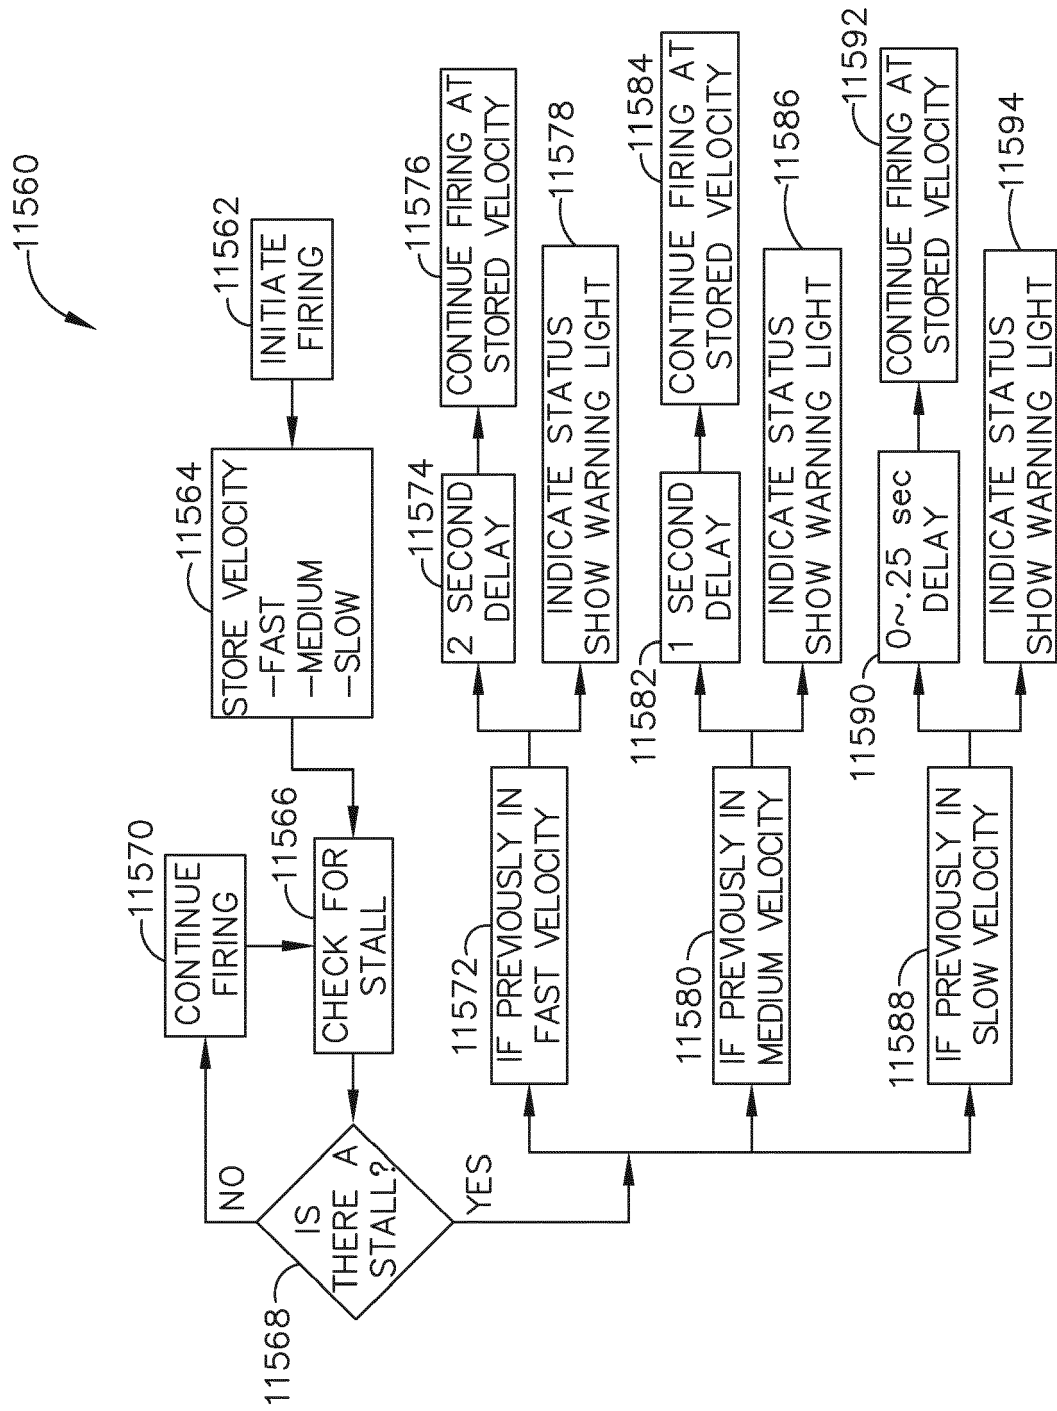 11560
11562
INITIATE
FIRING
11564
STORE VELOCITY
-FAST
-MEDIUM
-SLOW
11570
CONTINUE
FIRING
11566
CHECK FOR
STALL
11568
IS
THERE A
STALL?
NO
YES
11572
IF PREVIOUSLY IN
FAST VELOCITY
11574
2 SECOND
DELAY
11576
CONTINUE FIRING AT
STORED VELOCITY
11578
INDICATE STATUS
SHOW WARNING LIGHT
11580
IF PREVIOUSLY IN
MEDIUM VELOCITY
11582
1 SECOND
DELAY
11584
CONTINUE FIRING AT
STORED VELOCITY
11586
INDICATE STATUS
SHOW WARNING LIGHT
11588
IF PREVIOUSLY IN
SLOW VELOCITY
11590
0~.25 sec
DELAY
11592
CONTINUE FIRING AT
STORED VELOCITY
11594
INDICATE STATUS
SHOW WARNING LIGHT